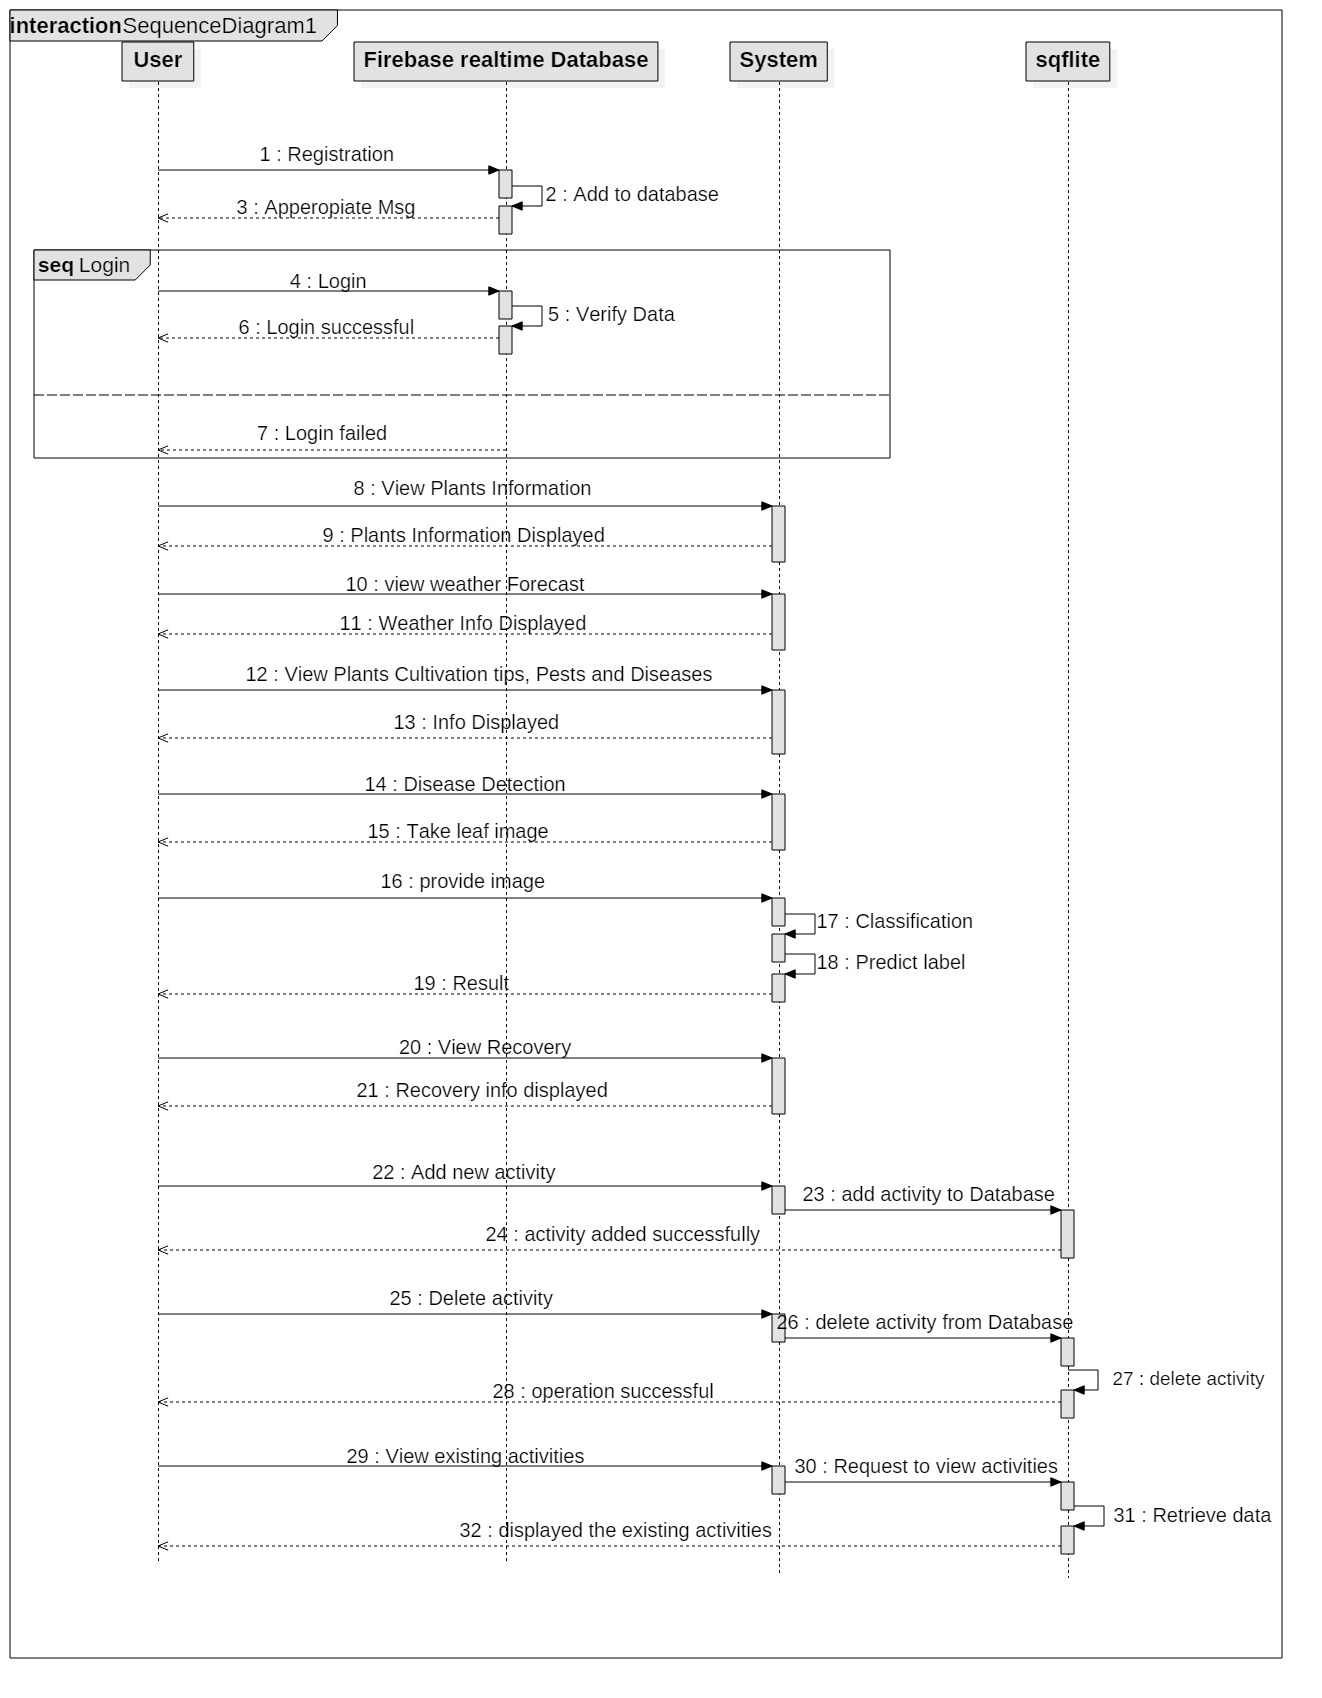 interaction SequenceDiagram1
User
Firebase realtime Database
System
sqflite
1 : Registration
2 : Add to database
3 : Apperopiate Msg
seq Login
4 : Login
5 : Verify Data
6 : Login successful
7 : Login failed
8 : View Plants Information
9 : Plants Information Displayed
10 : view weather Forecast
11 : Weather Info Displayed
12 : View Plants Cultivation tips, Pests and Diseases
13 : Info Displayed
14 : Disease Detection
15 : Take leaf image
16 : provide image
17 : Classification
18 : Predict label
19 : Result
20 : View Recovery
21 : Recovery info displayed
22 : Add new activity
23 : add activity to Database
24 : activity added successfully
25 : Delete activity
26 : delete activity from Database
27 : delete activity
28 : operation successful
29 : View existing activities
30 : Request to view activities
31 : Retrieve data
32 : displayed the existing activities